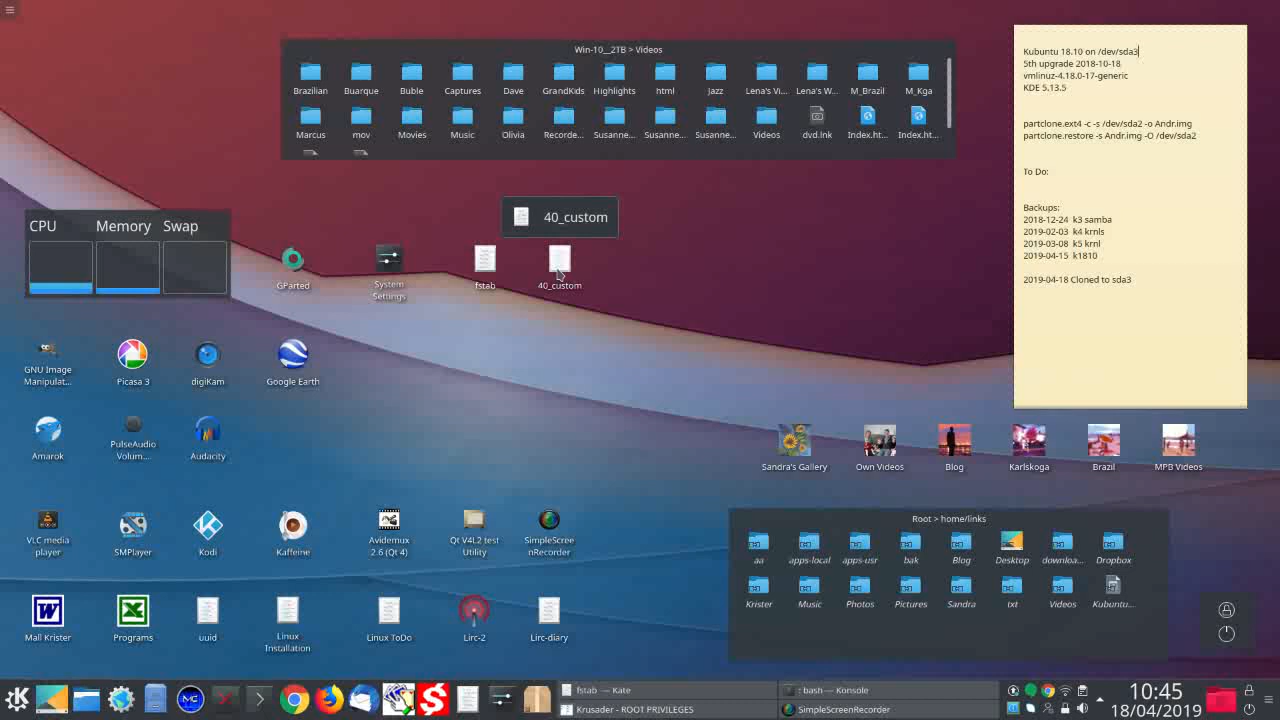 Win-10__2TB > Videos
Brazilian
Buarque
Buble
Captures
Dave
GrandKids
Highlights
html
Jazz
Lena's Vi...
Lena's W...
M_Brazil
M_Kga
Marcus
mov
Movies
Music
Olivia
Recorde...
Susanne...
Susanne...
Susanne...
Videos
dvd.lnk
Index.ht...
Index.ht...
Kubuntu 18.10 on /dev/sda3
5th upgrade 2018-10-18
vmlinuz-4.18.0-17-generic
KDE 5.13.5
partclone.ext4 -c -s /dev/sda2 -o Andr.img
partclone.restore -s Andr.img -O /dev/sda2
To Do:
Backups:
2018-12-24 k3 samba
2019-02-03 k4 krnls
2019-03-08 k5 krnl
2019-04-15 k1810
2019-04-18 Cloned to sda3
CPU
Memory
Swap
40_custom
GParted
System
Settings
fstab
40_custom
GNU Image
Manipulat...
Picasa 3
digiKam
Google Earth
Amarok
PulseAudio
Volum...
Audacity
Sandra's Gallery
Own Videos
Blog
Karlskoga
Brazil
MPB Videos
VLC media
player
SMPlayer
Kodi
Kaffeine
Avidemux
2.6 (Qt 4)
Qt V4L2 test
Utility
SimpleScree
nRecorder
Root > home/links
aa
apps-local
apps-usr
bak
Blog
Desktop
downloa...
Dropbox
Krister
Music
Photos
Pictures
Sandra
txt
Videos
Kubuntu...
Mall Krister
Programs
uuid
Linux
Installation
Linux ToDo
Lirc-2
Lirc-diary
fstab — Kate
: bash — Konsole
Krusader - ROOT PRIVILEGES
SimpleScreenRecorder
10:45
18/04/2019